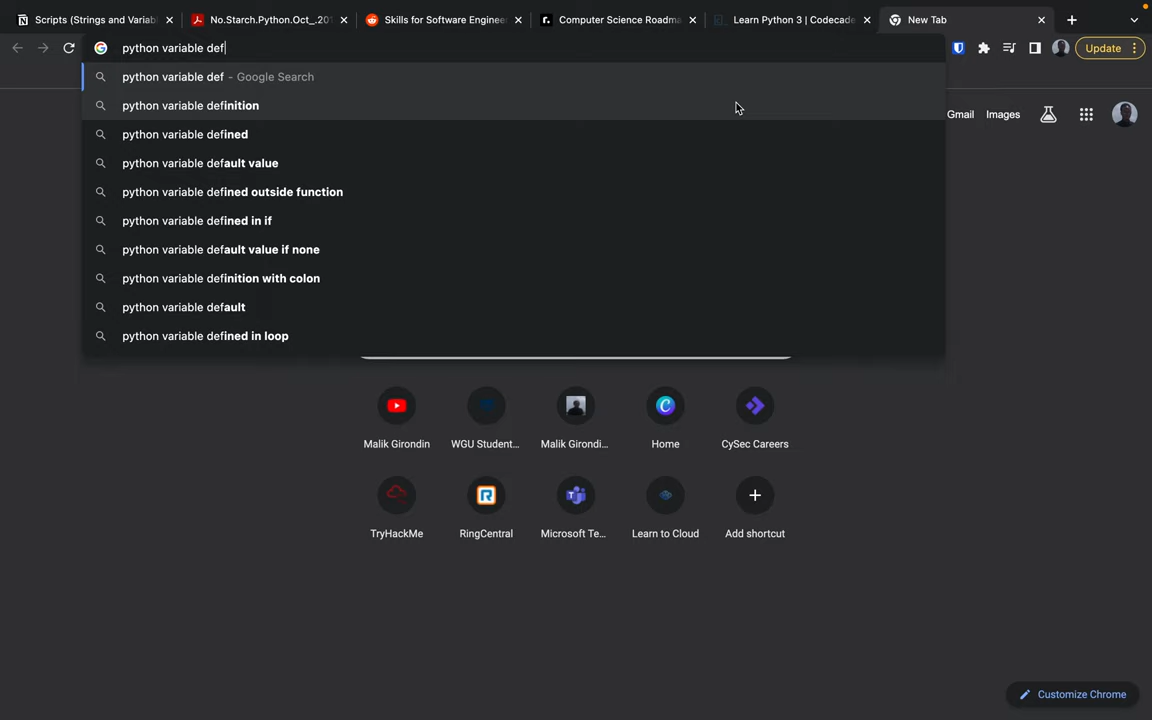 Scripts (Strings and Variabl
No.Starch.Python.Oct_.201
Skills for Software Engineer
Computer Science Roadma
Learn Python 3 | Codecade
New Tab
python variable def
Update
python variable def - Google Search
python variable definition
python variable defined
python variable default value
python variable defined outside function
python variable defined in if
python variable default value if none
python variable definition with colon
python variable default
python variable defined in loop
Gmail Images
Malik Girondin
WGU Student...
Malik Girondi...
Home
CySec Careers
TryHackMe
RingCentral
Microsoft Te...
Learn to Cloud
Add shortcut
Customize Chrome